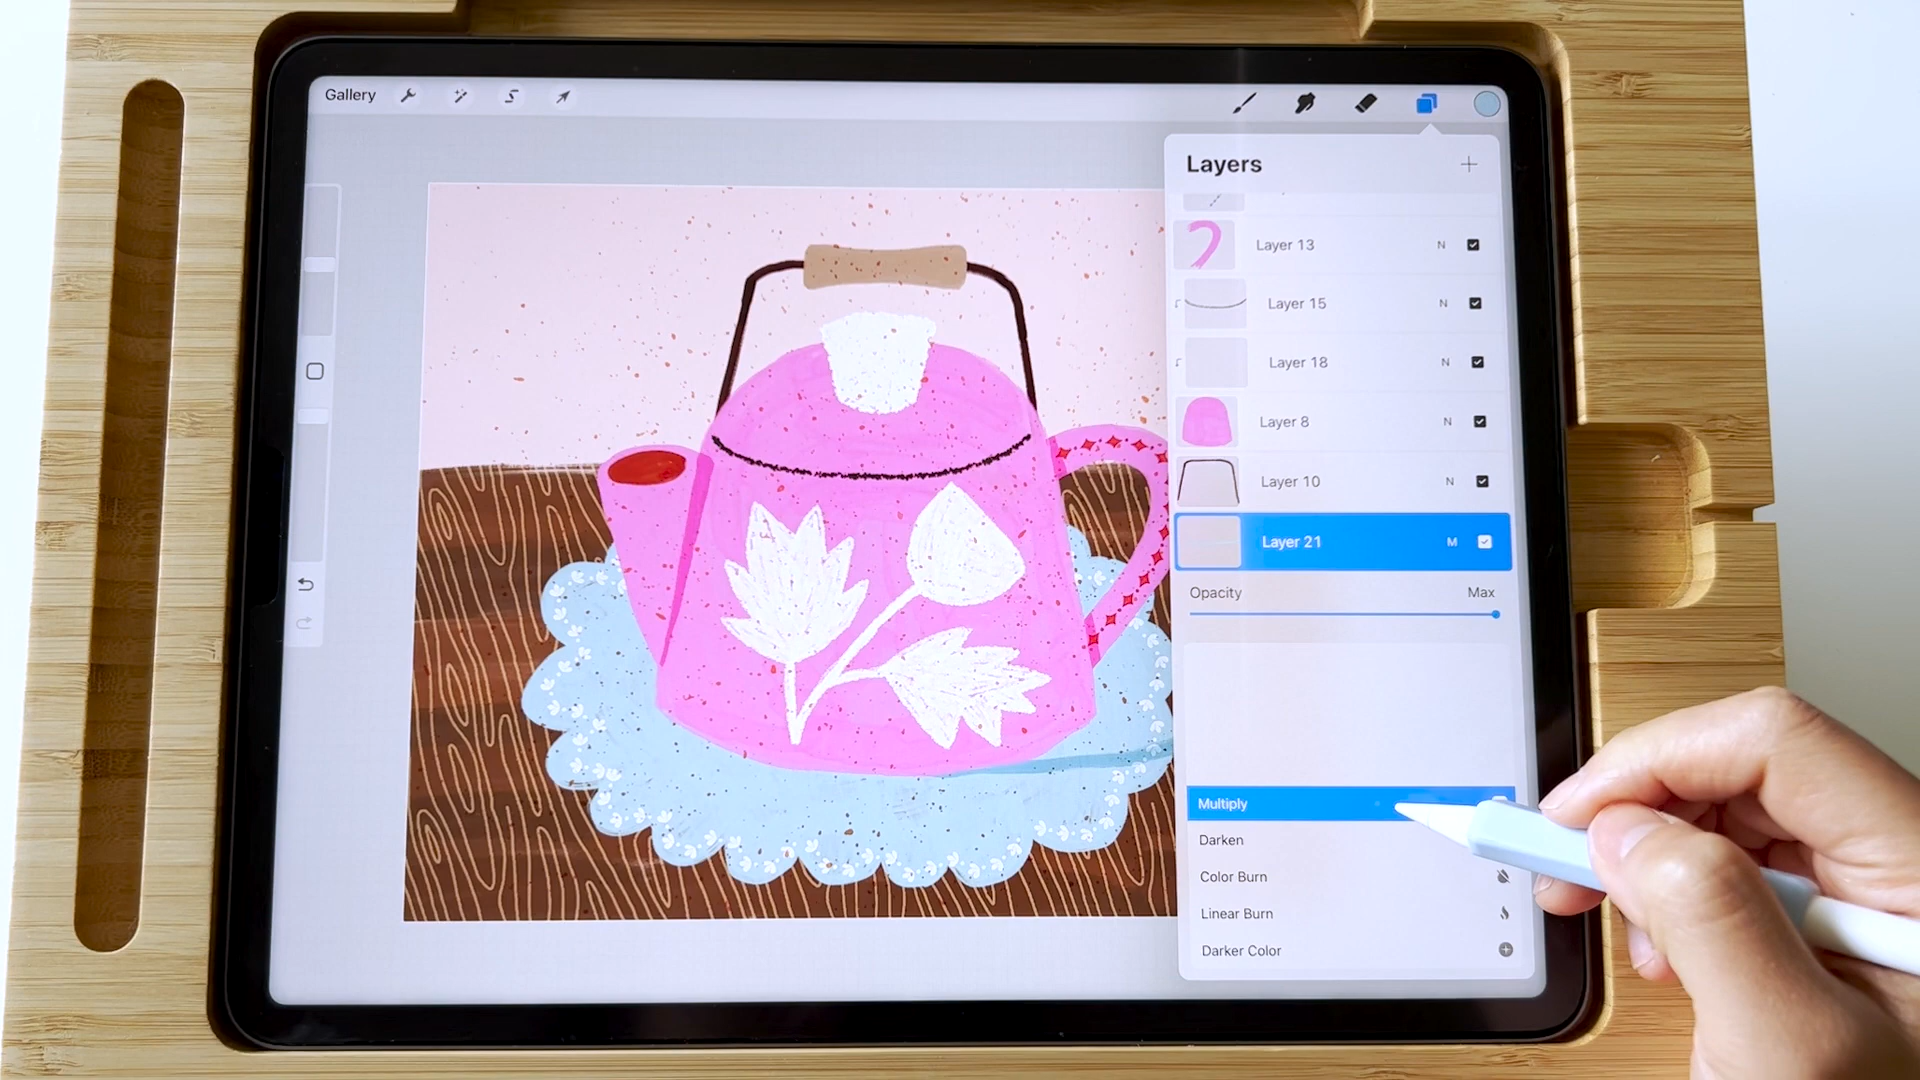 Gallery
Layers
Layer 13 N
Layer 15 N
Layer 18 N
Layer 8 N
Layer 10 N
Layer 21 M
Opacity Max
Multiply
Darken
Color Burn
Linear Burn
Darker Color